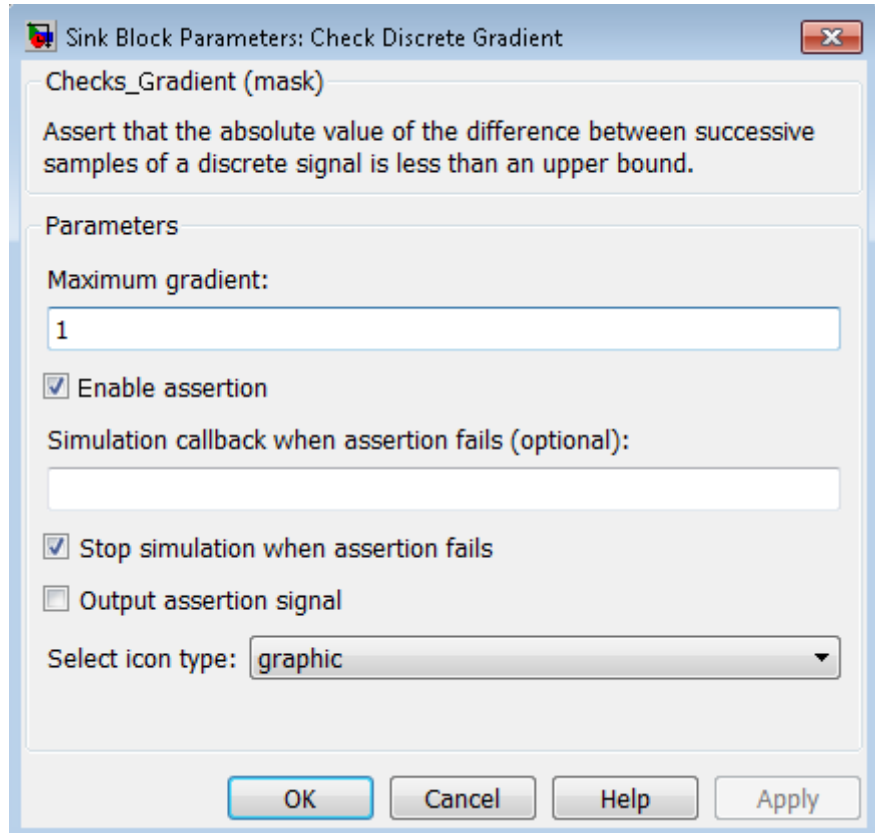 Sink Block Parameters: Check Discrete Gradient
Checks_Gradient (mask)
Assert that the absolute value of the difference between successive
samples of a discrete signal is less than an upper bound.
Parameters
Maximum gradient:
1
Enable assertion
Simulation callback when assertion fails (optional):
Stop simulation when assertion fails
Output assertion signal
Select icon type: graphic
OK Cancel Help Apply